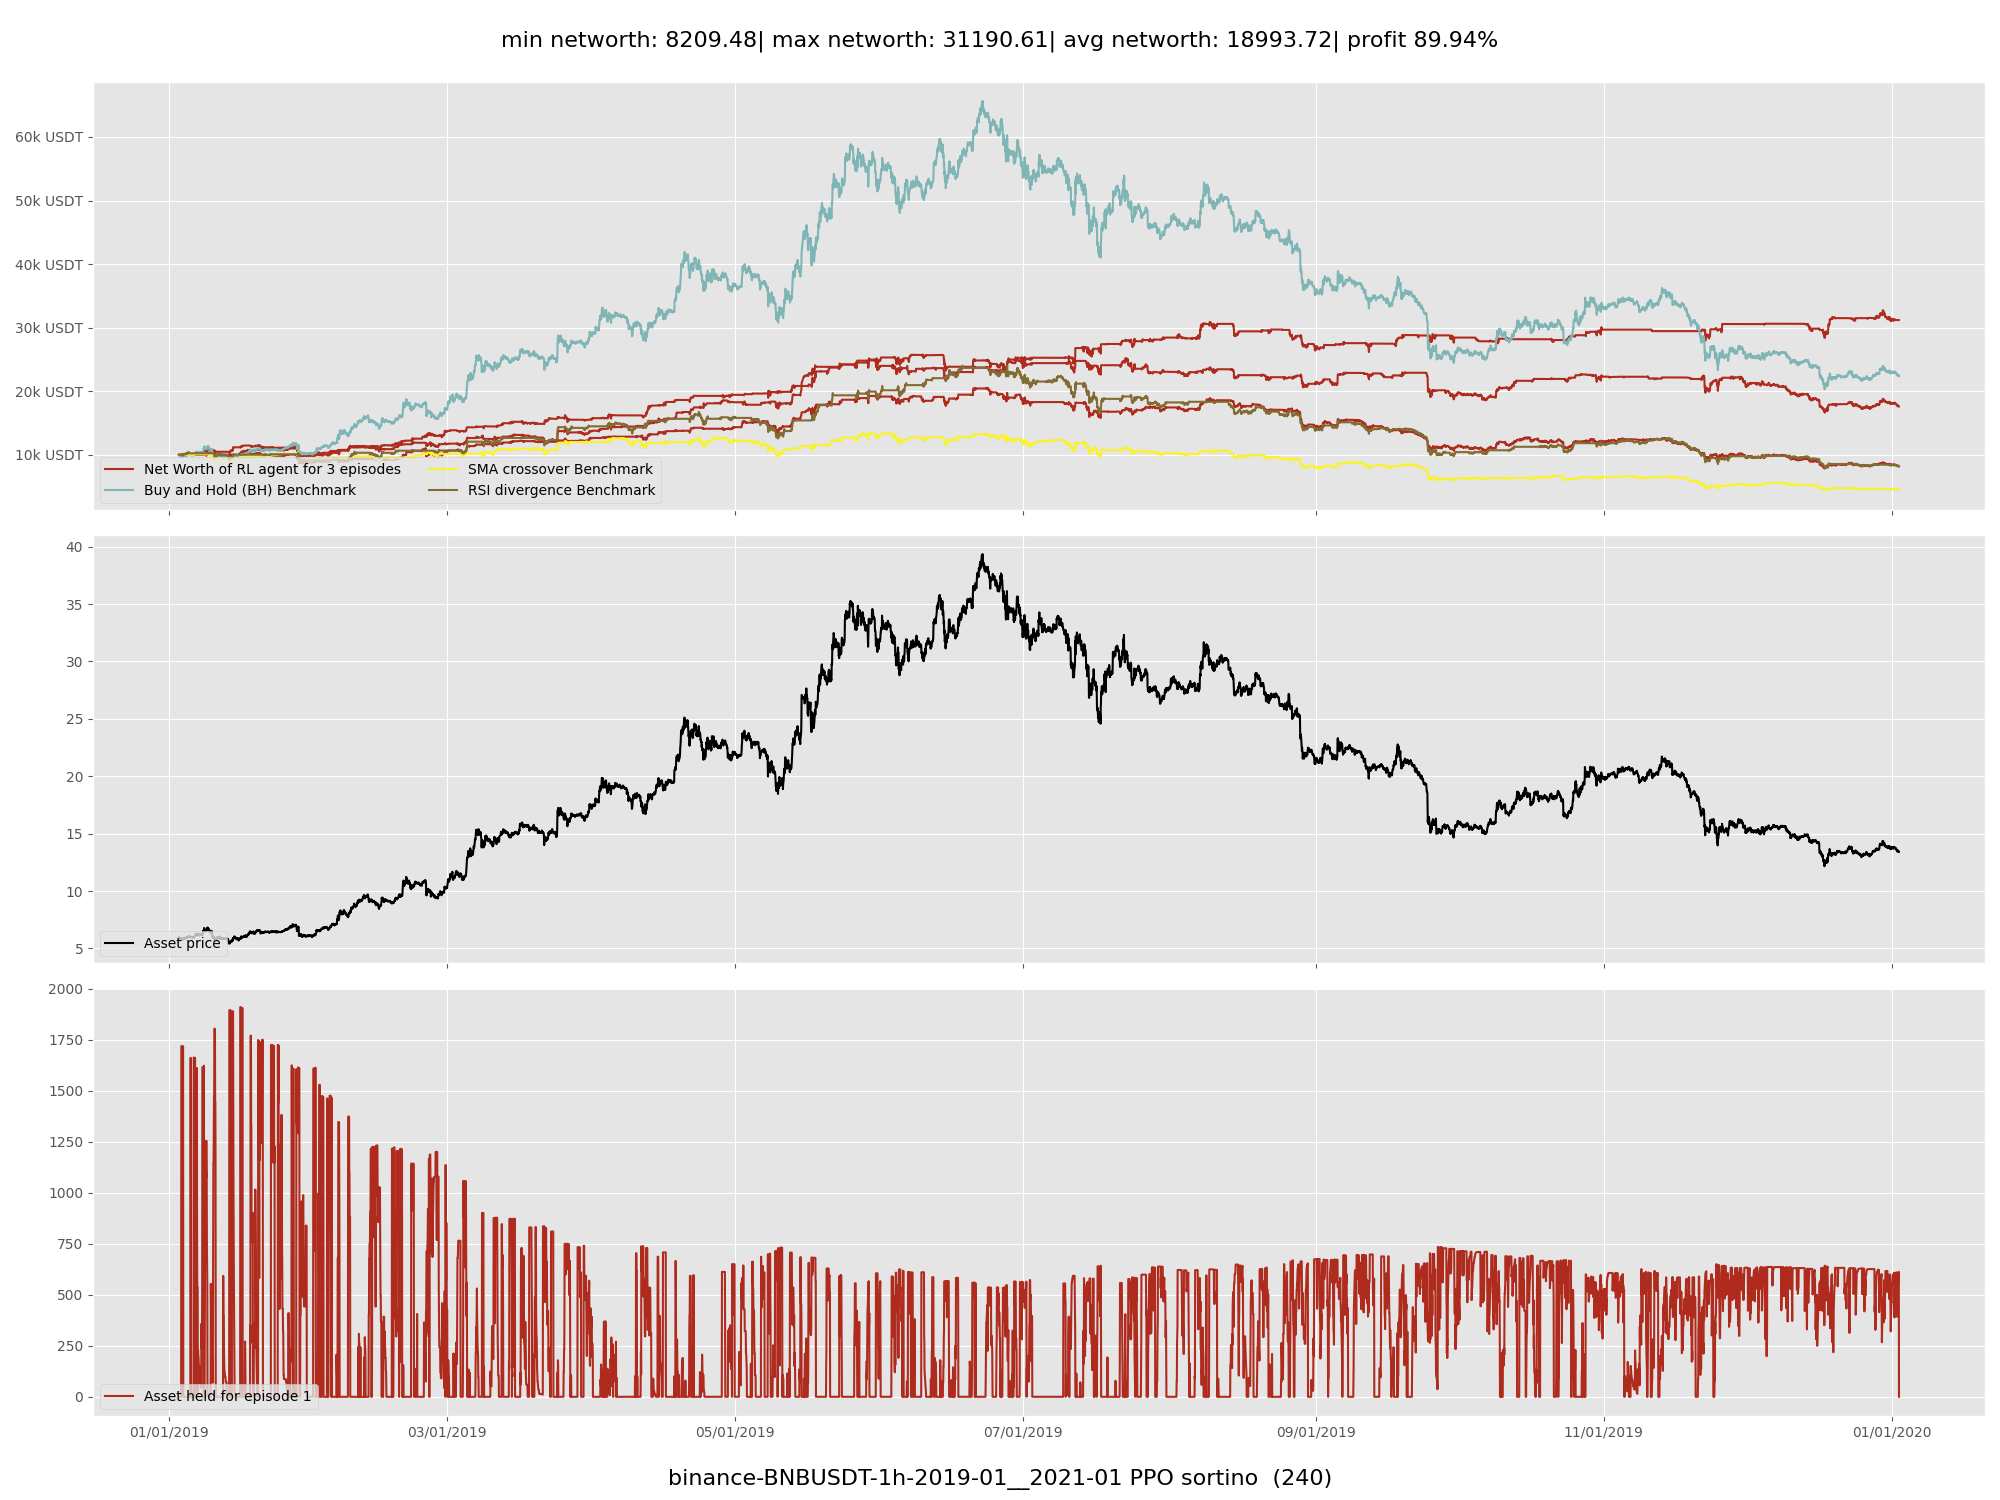 min networth: 8209.48| max networth: 31190.61| avg networth: 18993.72| profit 89.94%
60k USDT
50k USDT
40k USDT
30k USDT
20k USDT
10k USDT
Net Worth of RL agent for 3 episodes
Buy and Hold (BH) Benchmark
SMA crossover Benchmark
RSI divergence Benchmark
40
35
30
25
20
15
10
5
Asset price
2000
1750
1500
1250
1000
750
500
250
0
Asset held for episode 1
01/01/2019 03/01/2019 05/01/2019 07/01/2019 09/01/2019 11/01/2019 01/01/2020
binance-BNBUSDT-1h-2019-01__2021-01 PPO sortino (240)